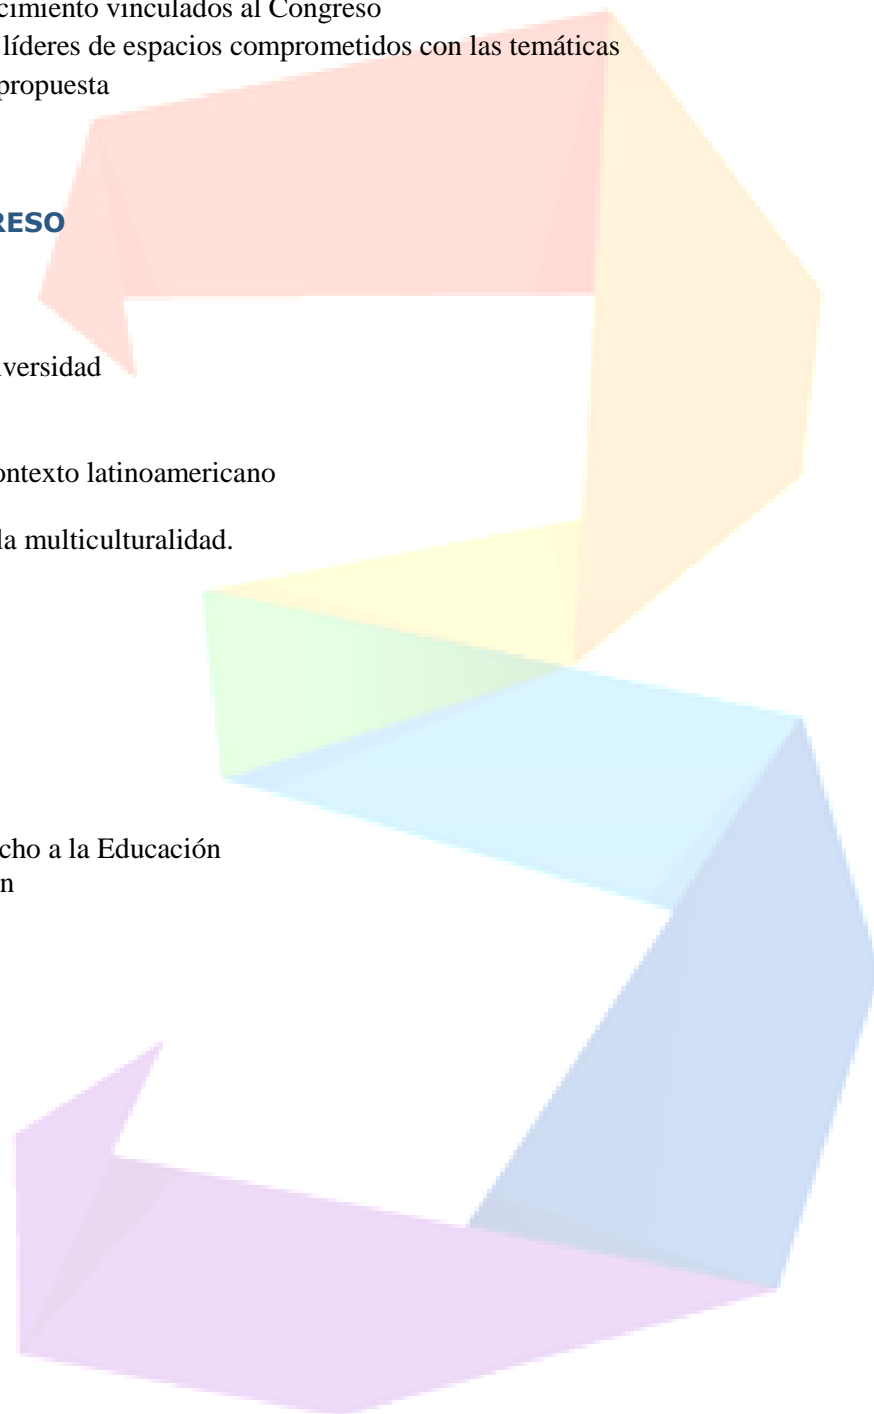 cimiento vinculados al Congreso
líderes de espacios comprometidos con las temáticas
propuesta
RESO
versidad
ontexto latinoamericano
la multiculturalidad.
cho a la Educación
n